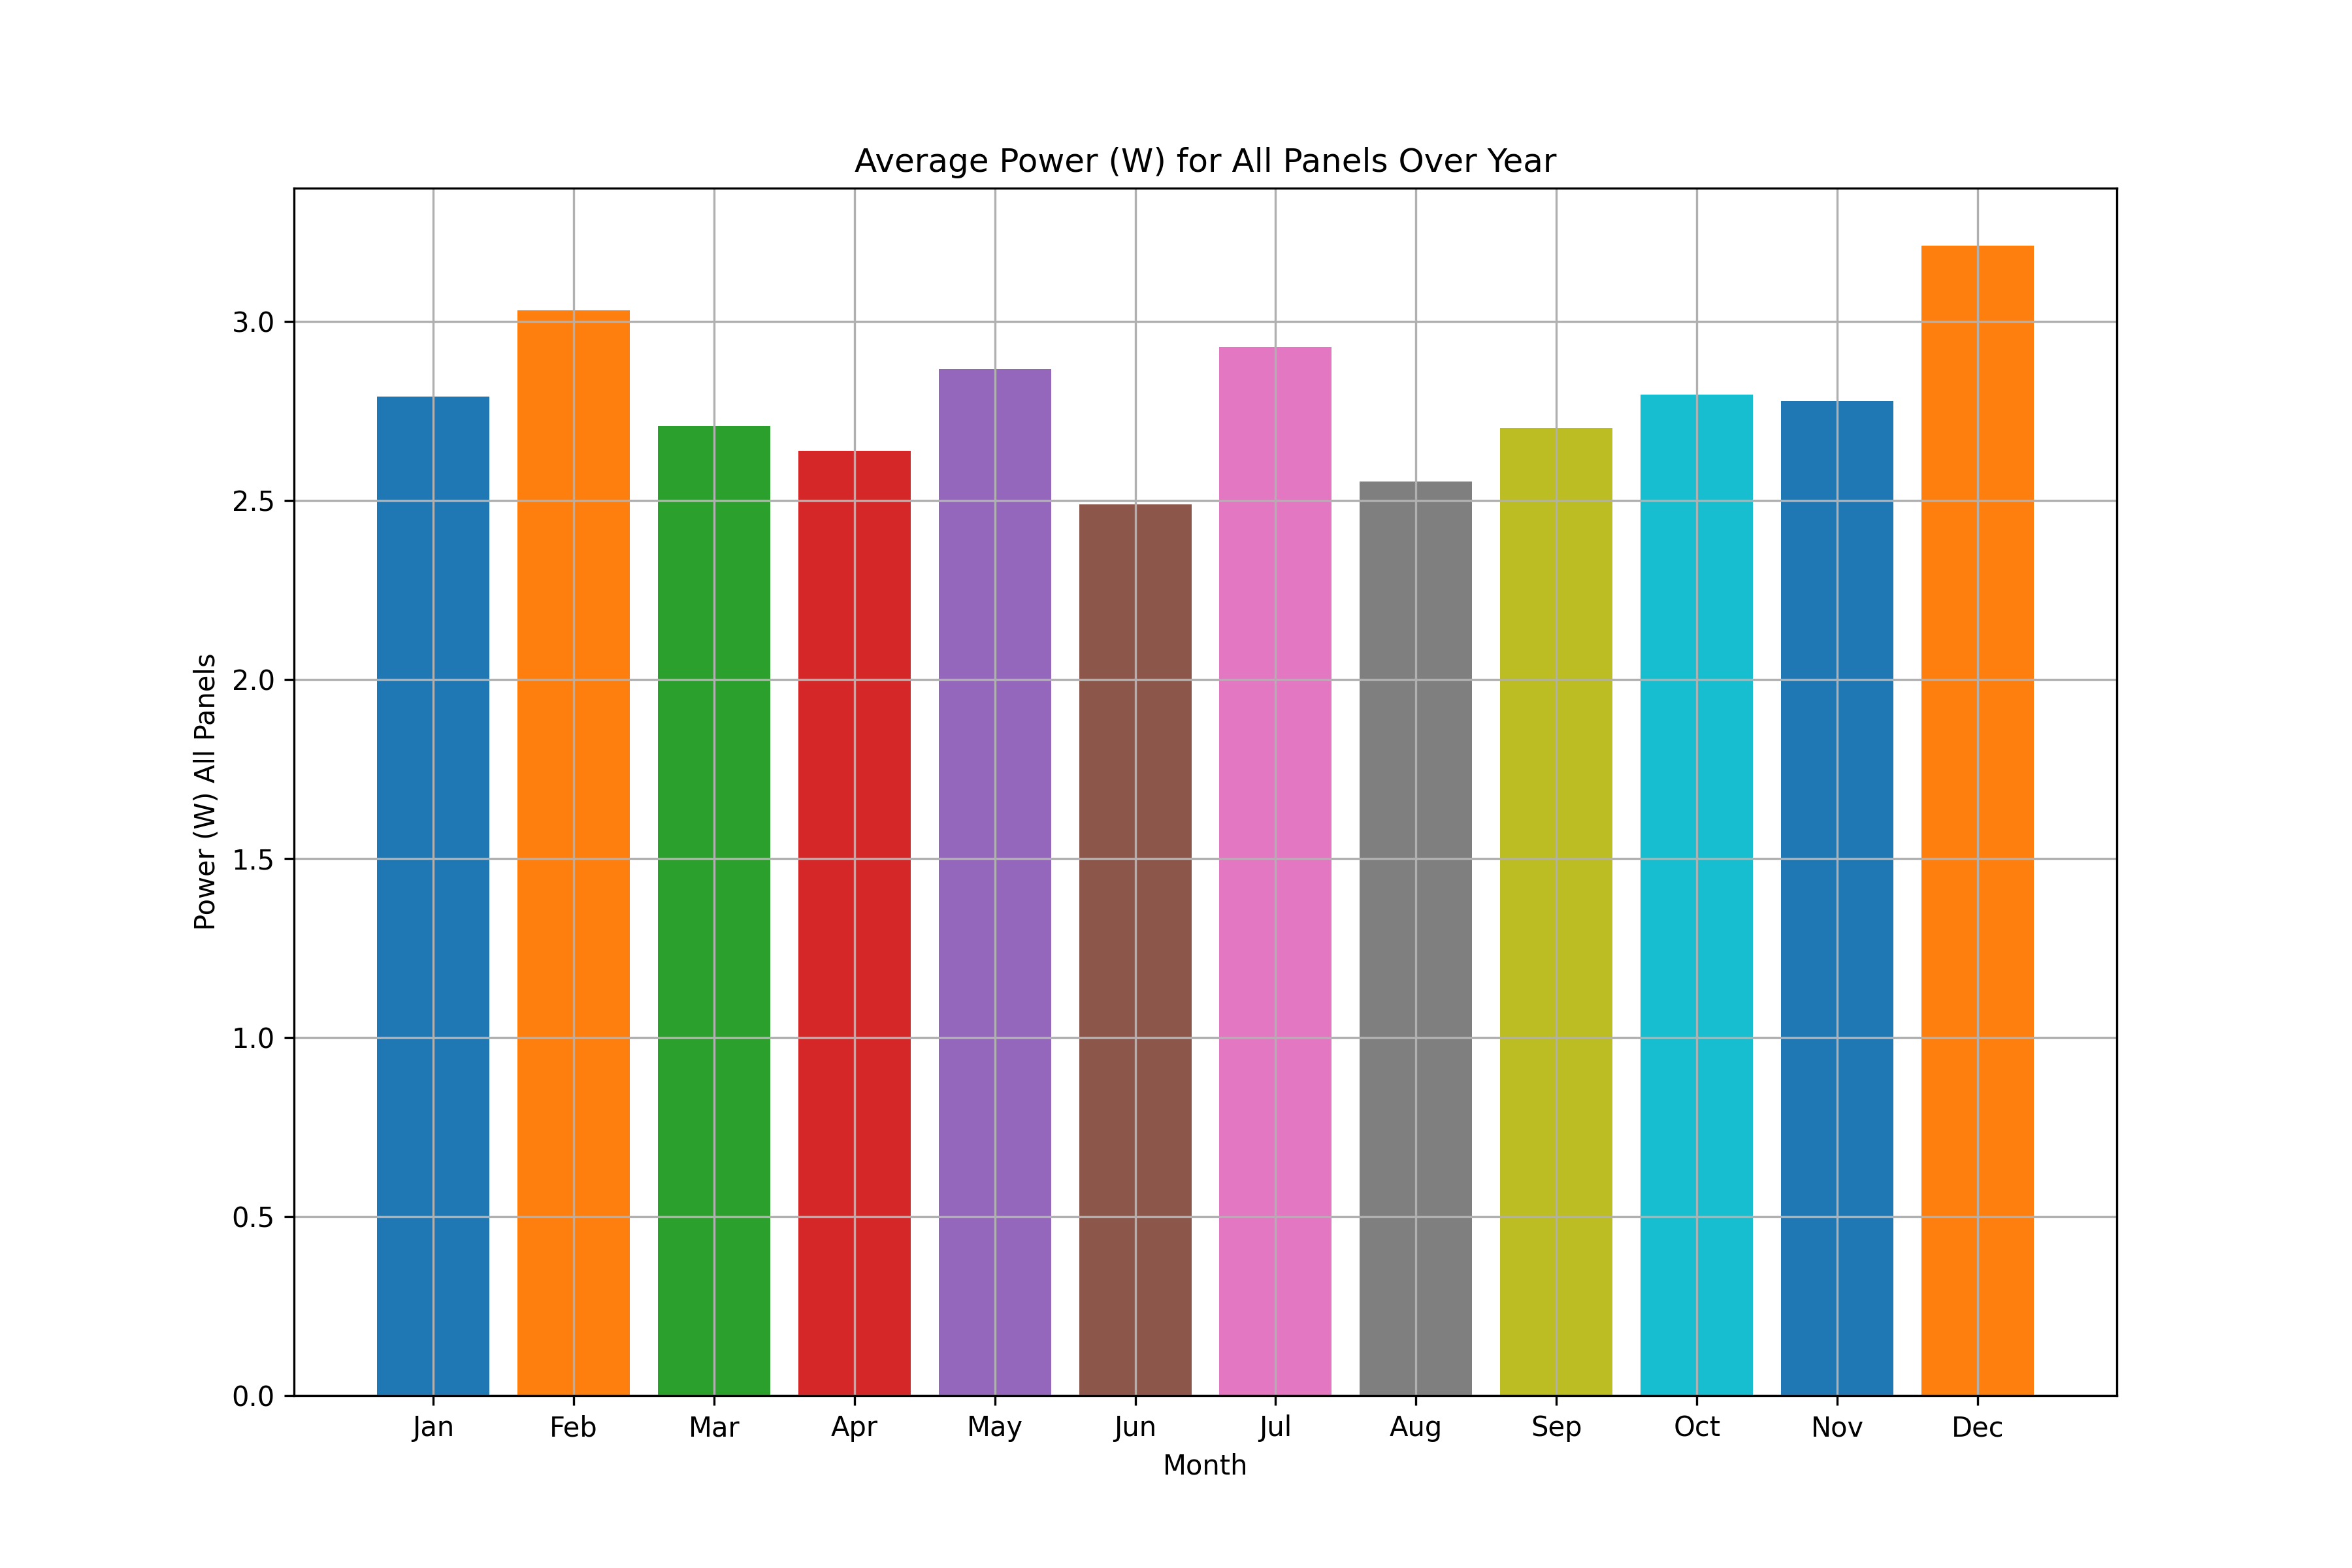 Average Power (W) for All Panels Over Year
Power (W) All Panels
3.0
2.5
2.0
1.5
1.0
0.5
0.0
Jan Feb Mar Apr May Jun Jul Aug Sep Oct Nov Dec
Month